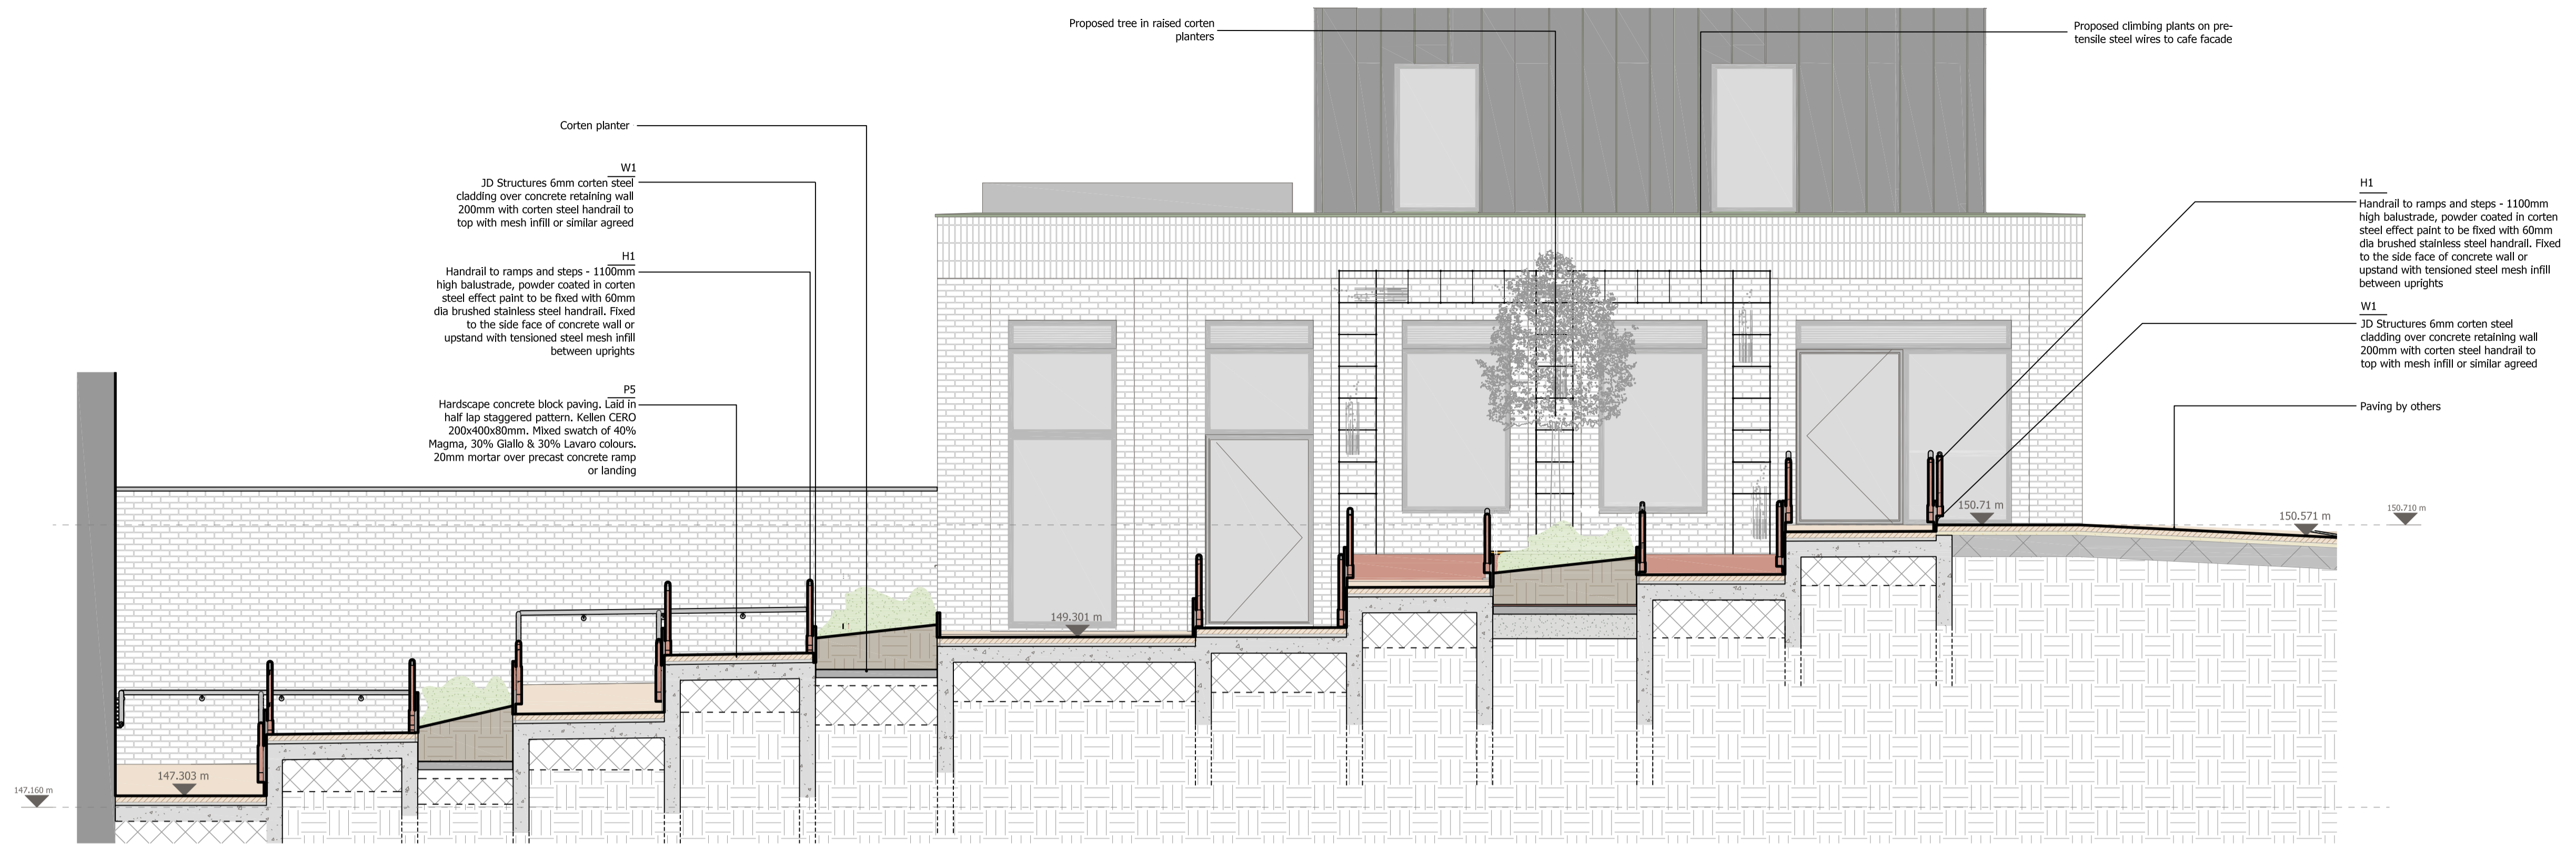 Proposed tree in raised corten
planters
Proposed climbing plants on pre-
tensile steel wires to cafe facade
Corten planter
W1
JD Structures 6mm corten steel
cladding over concrete retaining wall
200mm with corten steel handrail to
top with mesh infill or similar agreed
H1
Handrail to ramps and steps - 1100mm
high balustrade, powder coated in corten
steel effect paint to be fixed with 60mm
dia brushed stainless steel handrail. Fixed
to the side face of concrete wall or
upstand with tensioned steel mesh infill
between uprights
P5
Hardscape concrete block paving. Laid in
half lap staggered pattern. Kellen CERO
200x400x80mm. Mixed swatch of 40%
Magma, 30% Giallo & 30% Lavaro colours.
20mm mortar over precast concrete ramp
or landing
H1
Handrail to ramps and steps - 1100mm
high balustrade, powder coated in corten
steel effect paint to be fixed with 60mm
dia brushed stainless steel handrail. Fixed
to the side face of concrete wall or
upstand with tensioned steel mesh infill
between uprights
W1
JD Structures 6mm corten steel
cladding over concrete retaining wall
200mm with corten steel handrail to
top with mesh infill or similar agreed
Paving by others
150.71 m
150.571 m
150.710 m
149.301 m
147.303 m
147.160 m